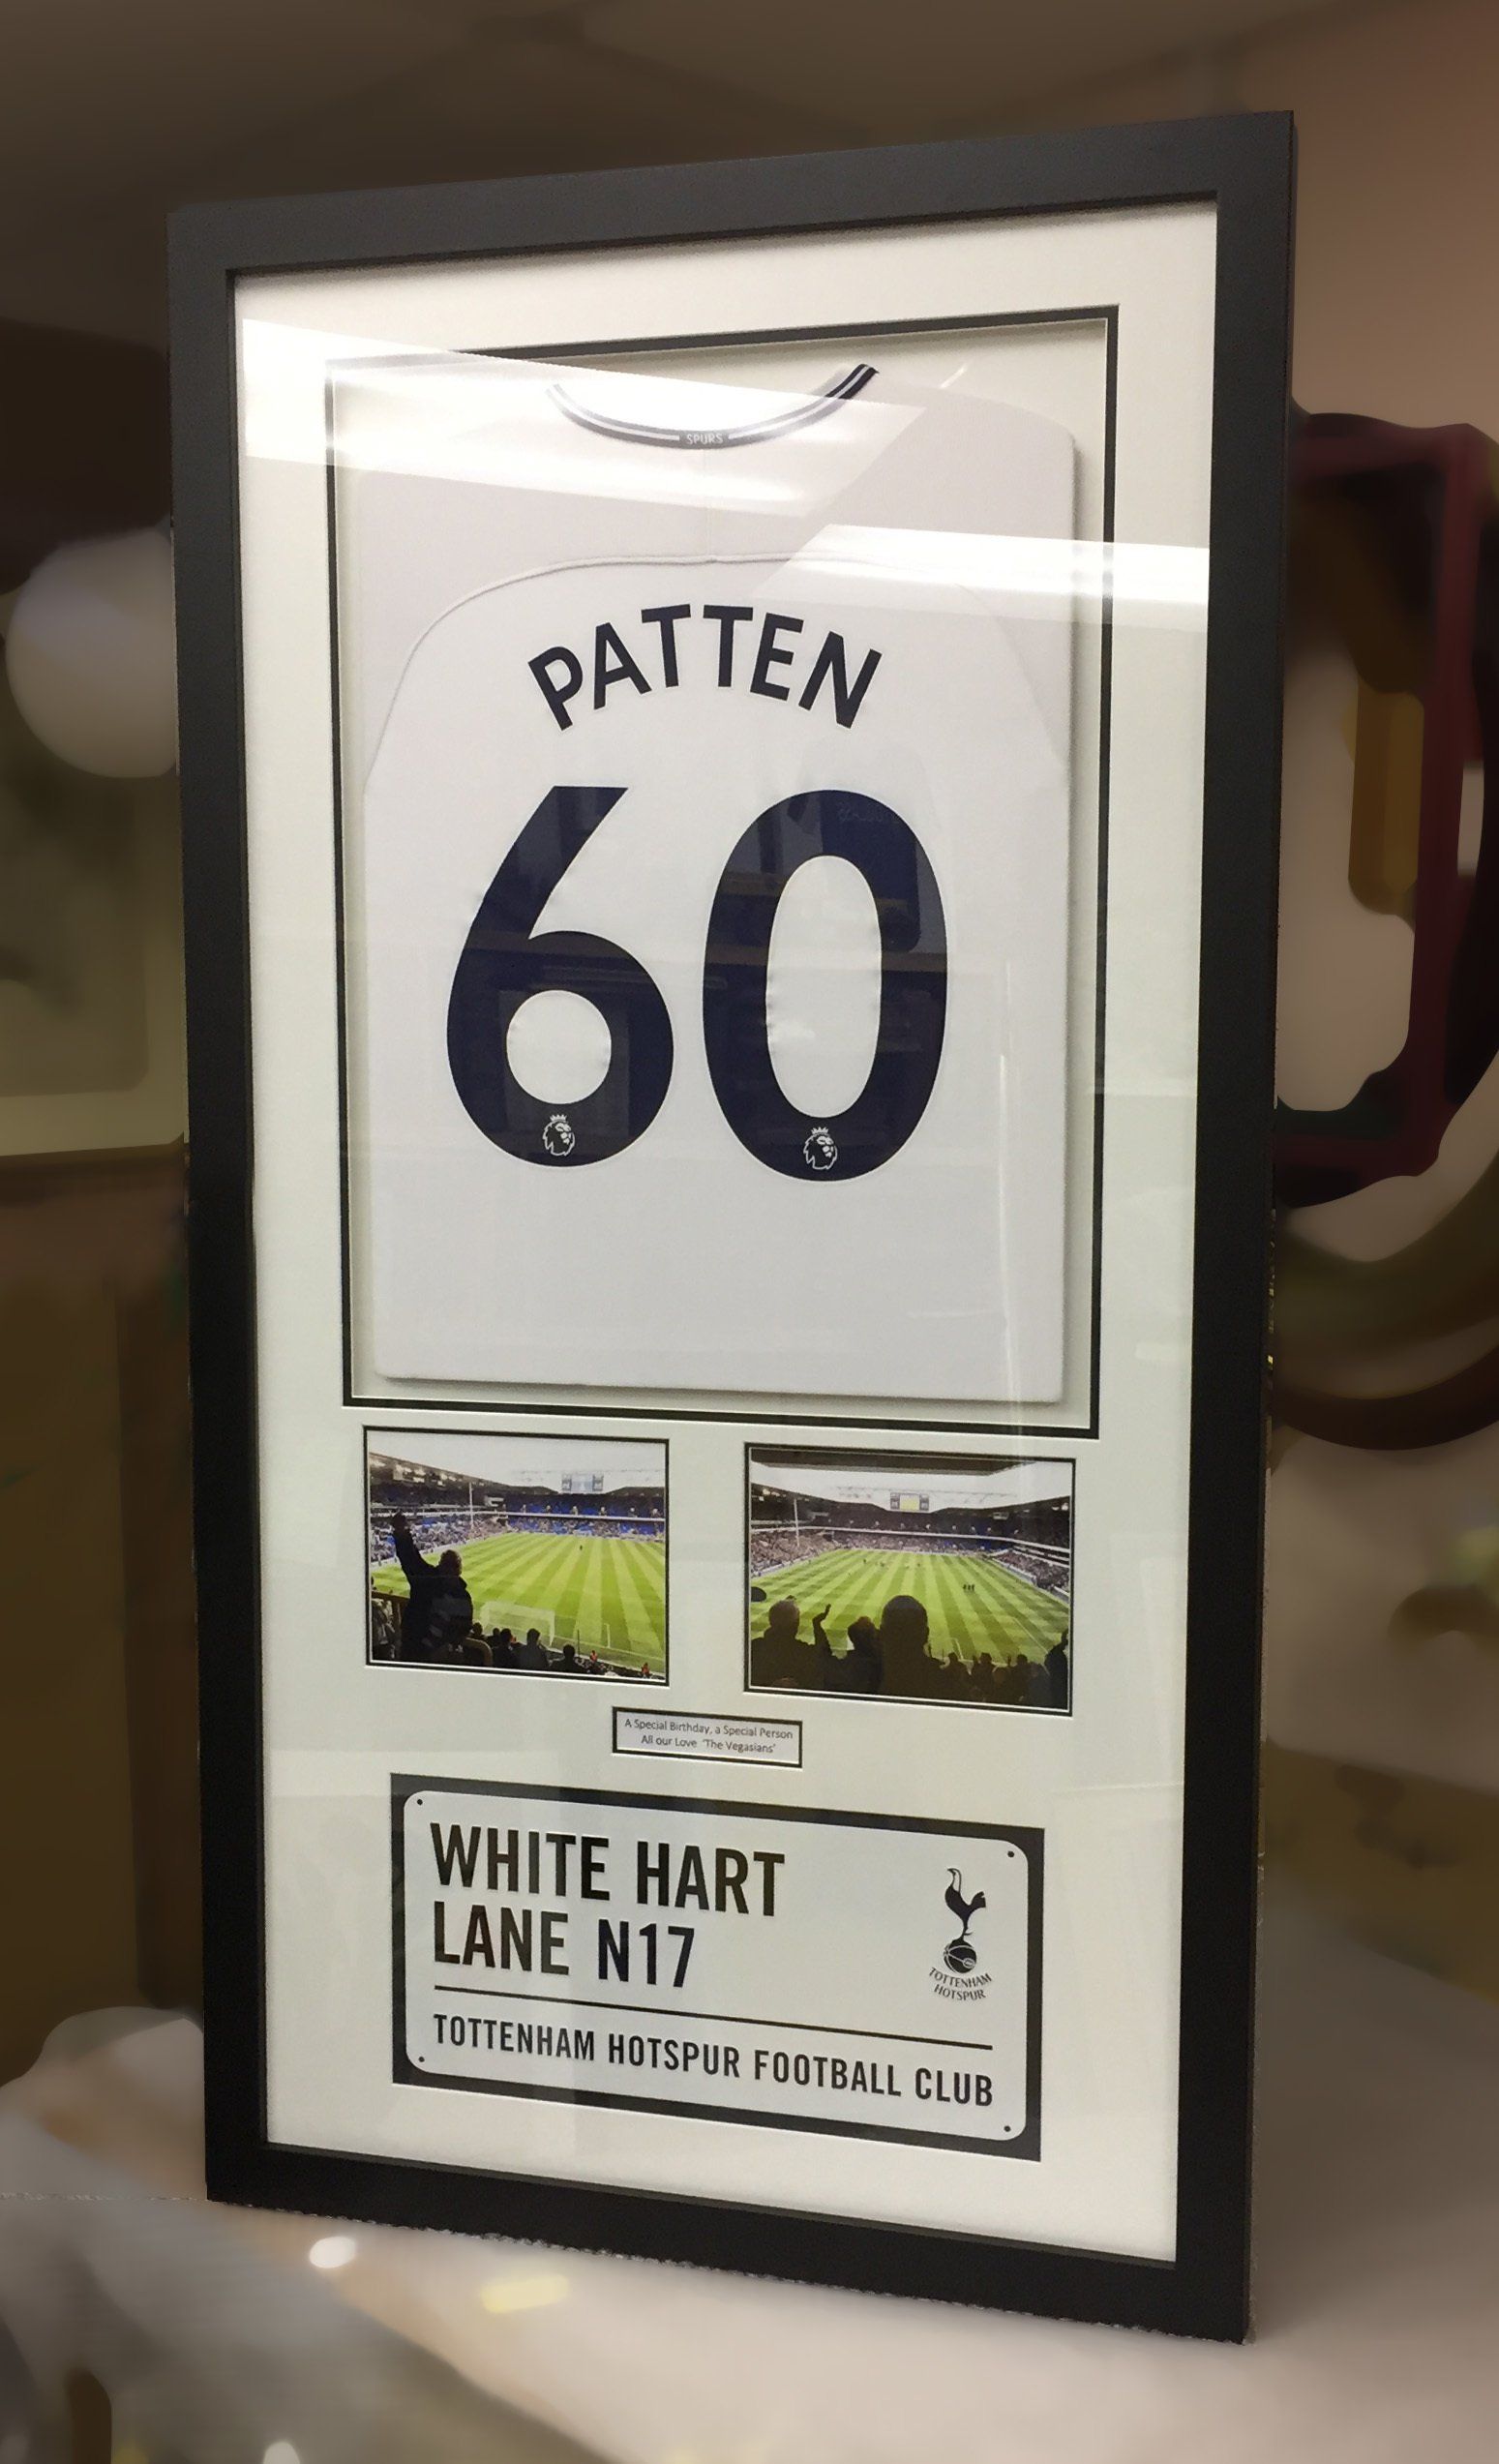 SPURS
PATTEN
60
A Special Birthday, a Special Person
All our Love 'The Vegasians'
WHITE HART
LANE N17
TOTTENHAM
HOTSPUR
TOTTENHAM HOTSPUR FOOTBALL CLUB